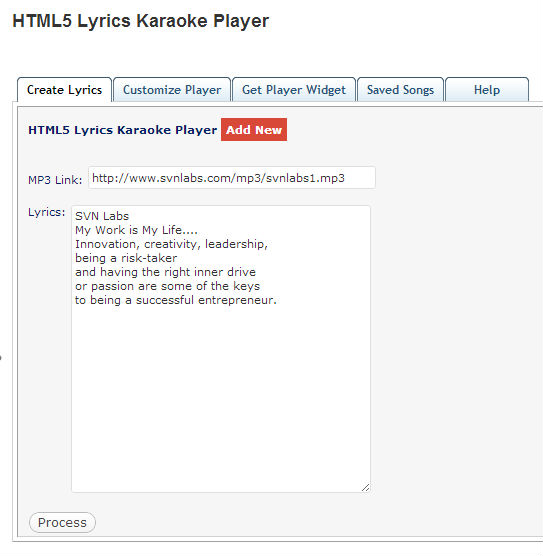 HTML5 Lyrics Karaoke Player
Create Lyrics Customize Player Get Player Widget Saved Songs Help
HTML5 Lyrics Karaoke Player Add New
MP3 Link: http://www.svnlabs.com/mp3/svnlabs1.mp3
Lyrics: SVN Labs
My Work is My Life....
Innovation, creativity, leadership,
being a risk-taker
and having the right inner drive
or passion are some of the keys
to being a successful entrepreneur.
Process